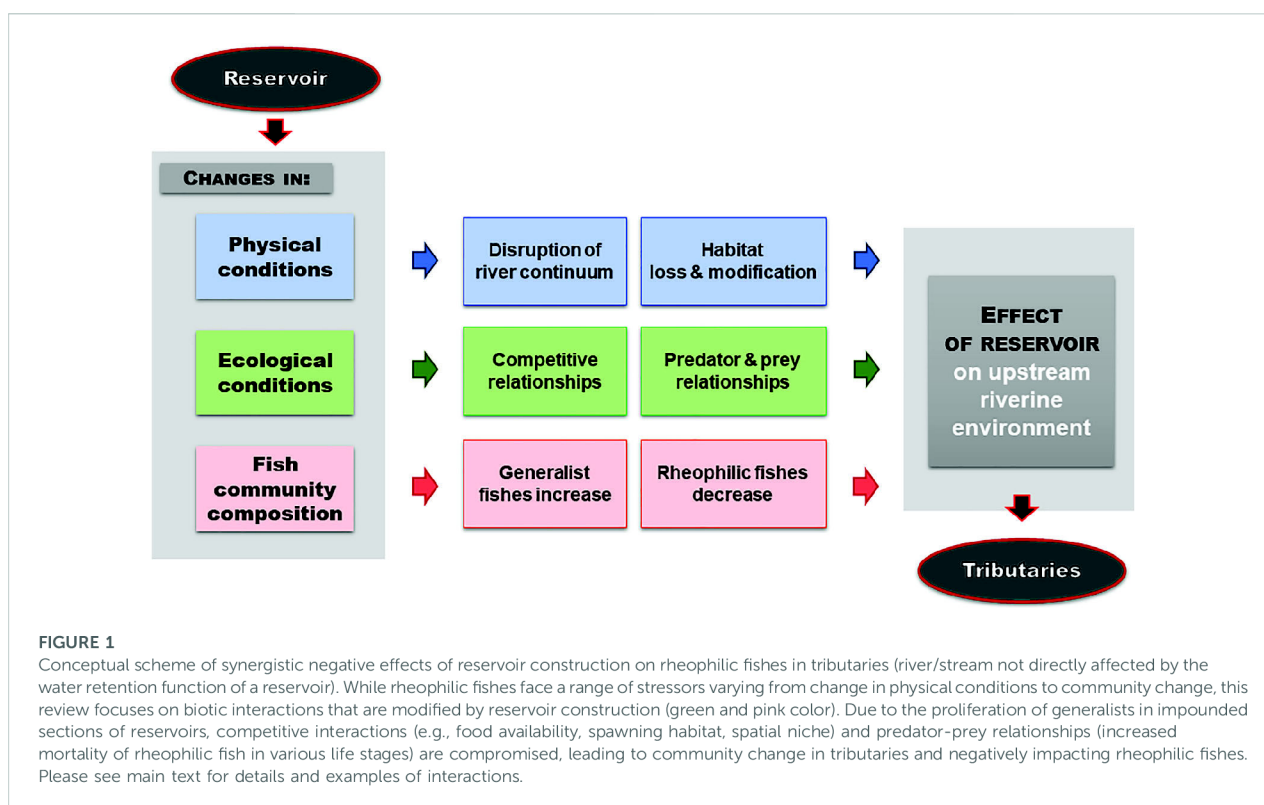 Reservoir
CHANGES IN:
Physical
conditions
Disruption of
river continuum
Habitat
loss & modification
Ecological
conditions
Competitive
relationships
Predator & prey
relationships
Fish
community
composition
Generalist
fishes increase
Rheophilic fishes
decrease
EFFECT
OF RESERVOIR
on upstream
riverine
environment
Tributaries
FIGURE 1
Conceptual scheme of synergistic negative effects of reservoir construction on rheophilic fishes in tributaries (river/stream not directly affected by the
water retention function of a reservoir). While rheophilic fishes face a range of stressors varying from change in physical conditions to community change, this
review focuses on biotic interactions that are modified by reservoir construction (green and pink color). Due to the proliferation of generalists in impounded
sections of reservoirs, competitive interactions (e.g., food availability, spawning habitat, spatial niche) and predator-prey relationships (increased
mortality of rheophilic fish in various life stages) are compromised, leading to community change in tributaries and negatively impacting rheophilic fishes.
Please see main text for details and examples of interactions.